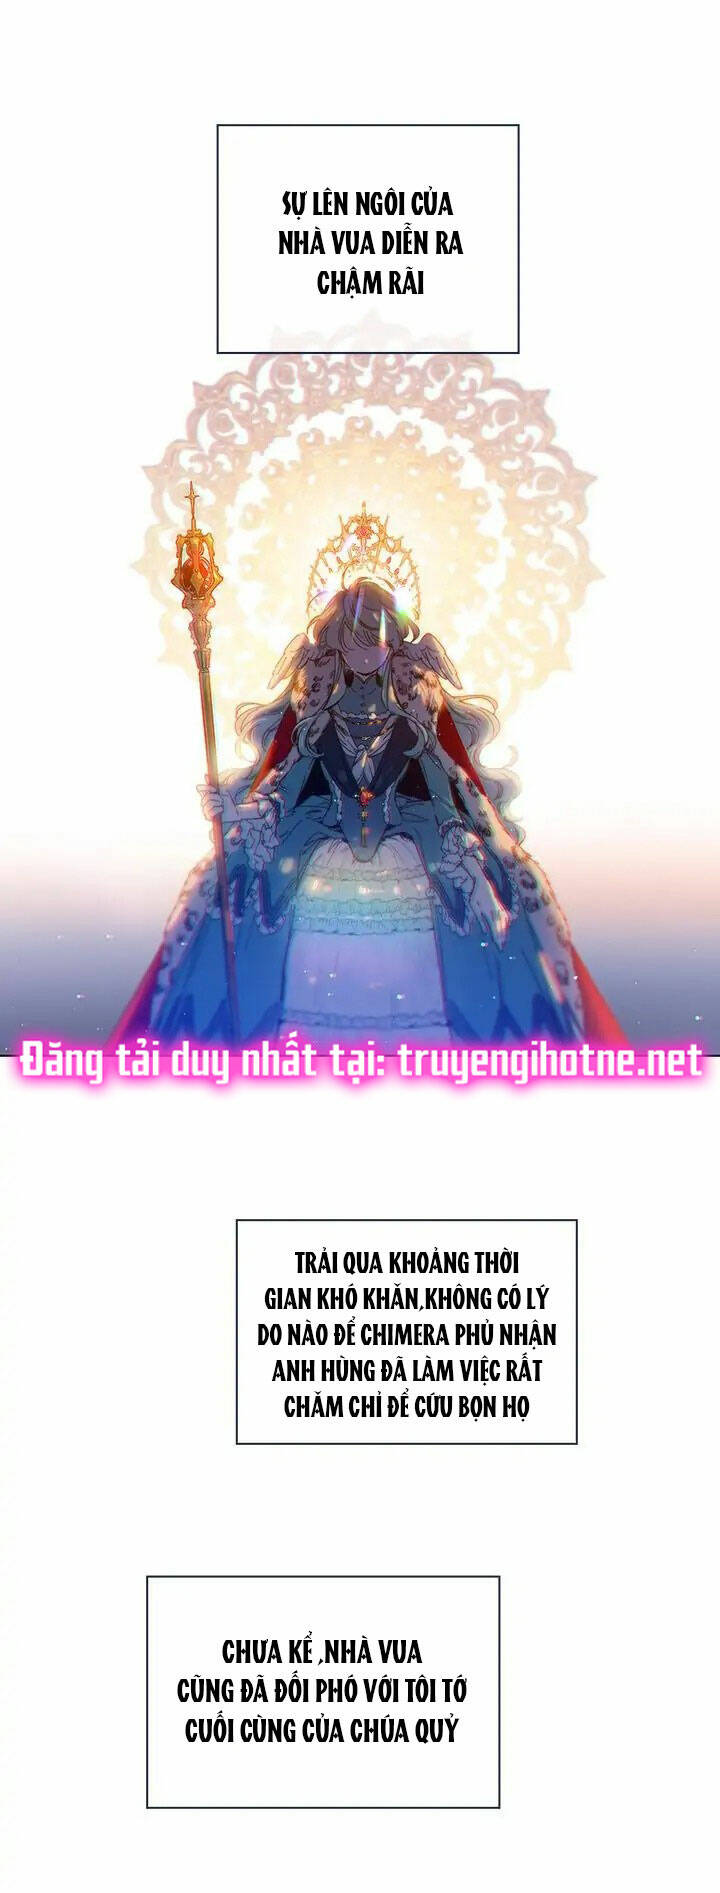 SỰ LÊN NGÔI CỦA
NHÀ VUA DIỄN RA
CHẬM RÃI
Đăng tải duy nhất tại: truyengihotne.net
TRẢI QUA KHOẢNG THỜI
GIAN KHÓ KHĂN,KHÔNG CÓ LÝ
DO NÀO ĐỂ CHIMERA PHỦ NHẬN
ANH HÙNG ĐÃ LÀM VIỆC RẤT
CHĂM CHỈ ĐỂ CỨU BỌN HỌ
CHƯA KỂ ,NHÀ VUA
CŨNG ĐÃ ĐỐI PHÓ VỚI TÔI TỚ
CUỐI CÙNG CỦA CHÚA QUỶ